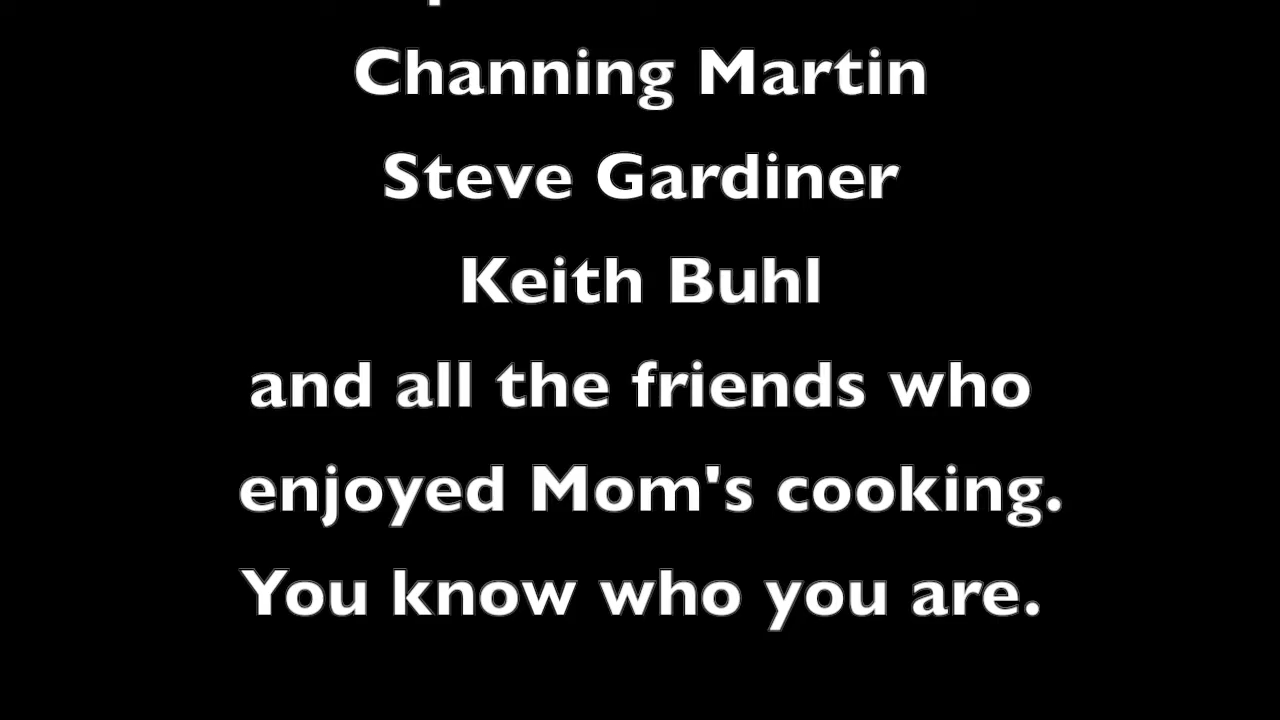 Channing Martin
Steve Gardiner
Keith Buhl
and all the friends who
enjoyed Mom's cooking.
You know who you are.